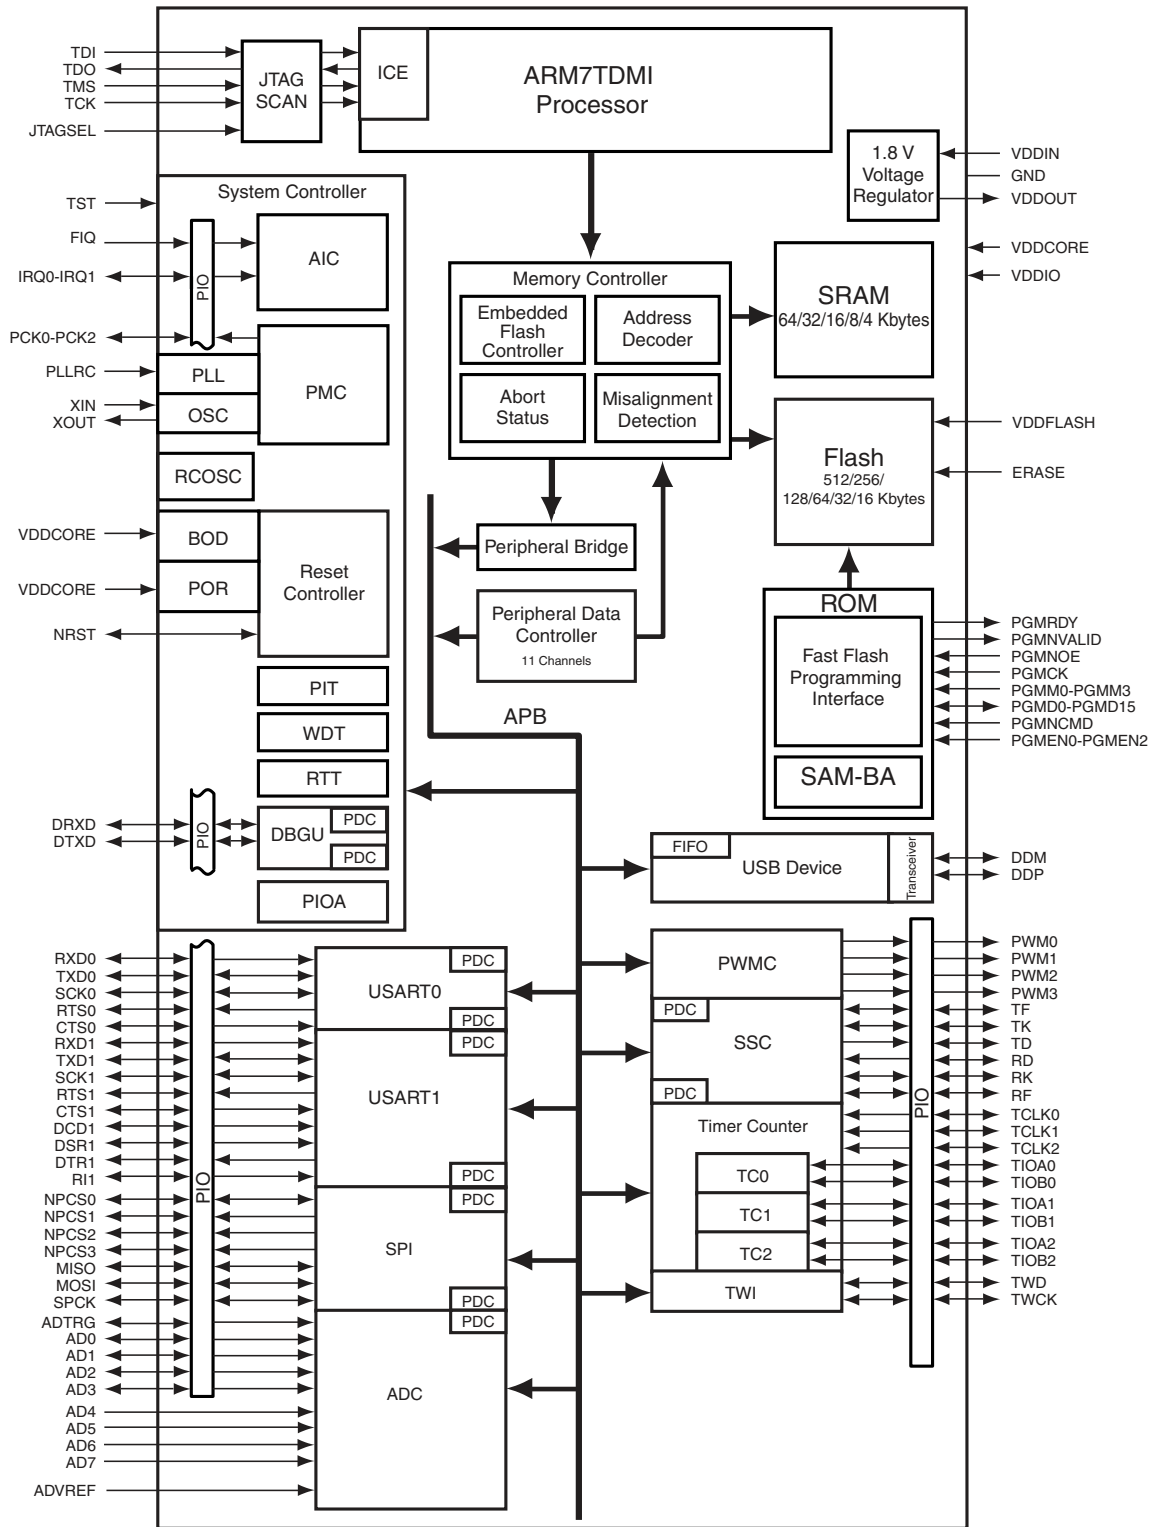 TDI
TDO
TMS
TCK
JTAGSEL
JTAG
SCAN
ICE
ARM7TDMI
Processor
1.8 V
Voltage
Regulator
VDDIN
GND
VDDOUT
VDDCORE
VDDIO
System Controller
TST
FIQ
IRQ0-IRQ1
PIO
AIC
PCK0-PCK2
PLLRC
PLL
XIN
XOUT
OSC
PMC
RCOSC
VDDCORE
BOD
VDDCORE
POR
NRST
Reset
Controller
PIT
WDT
RTT
DRXD
DTXD
PIO
DBGU
PDC
PDC
PIOA
Memory Controller
Embedded
Flash
Controller
Address
Decoder
Abort
Status
Misalignment
Detection
SRAM
64/32/16/8/4 Kbytes
Flash
512/256/
128/64/32/16 Kbytes
VDDFLASH
ERASE
Peripheral Bridge
Peripheral Data
Controller
11 Channels
APB
ROM
Fast Flash
Programming
Interface
SAM-BA
PGMRDY
PGMNVALID
PGMNOE
PGMCK
PGMM0-PGMM3
PGMD0-PGMD15
PGMNCMD
PGMEN0-PGMEN2
FIFO
USB Device
Transceiver
DDM
DDP
RXD0
TXD0
SCK0
RTS0
CTS0
RXD1
TXD1
SCK1
RTS1
CTS1
DCD1
DSR1
DTR1
RI1
NPCS0
NPCS1
NPCS2
NPCS3
MISO
MOSI
SPCK
ADTRG
AD0
AD1
AD2
AD3
AD4
AD5
AD6
AD7
ADVREF
PIO
PDC
USART0
PDC
PDC
USART1
PDC
PDC
SPI
PDC
PDC
ADC
PWMC
PDC
SSC
PDC
Timer Counter
TC0
TC1
TC2
TWI
PIO
PWM0
PWM1
PWM2
PWM3
TF
TK
TD
RD
RK
RF
TCLK0
TCLK1
TCLK2
TIOA0
TIOB0
TIOA1
TIOB1
TIOA2
TIOB2
TWD
TWCK